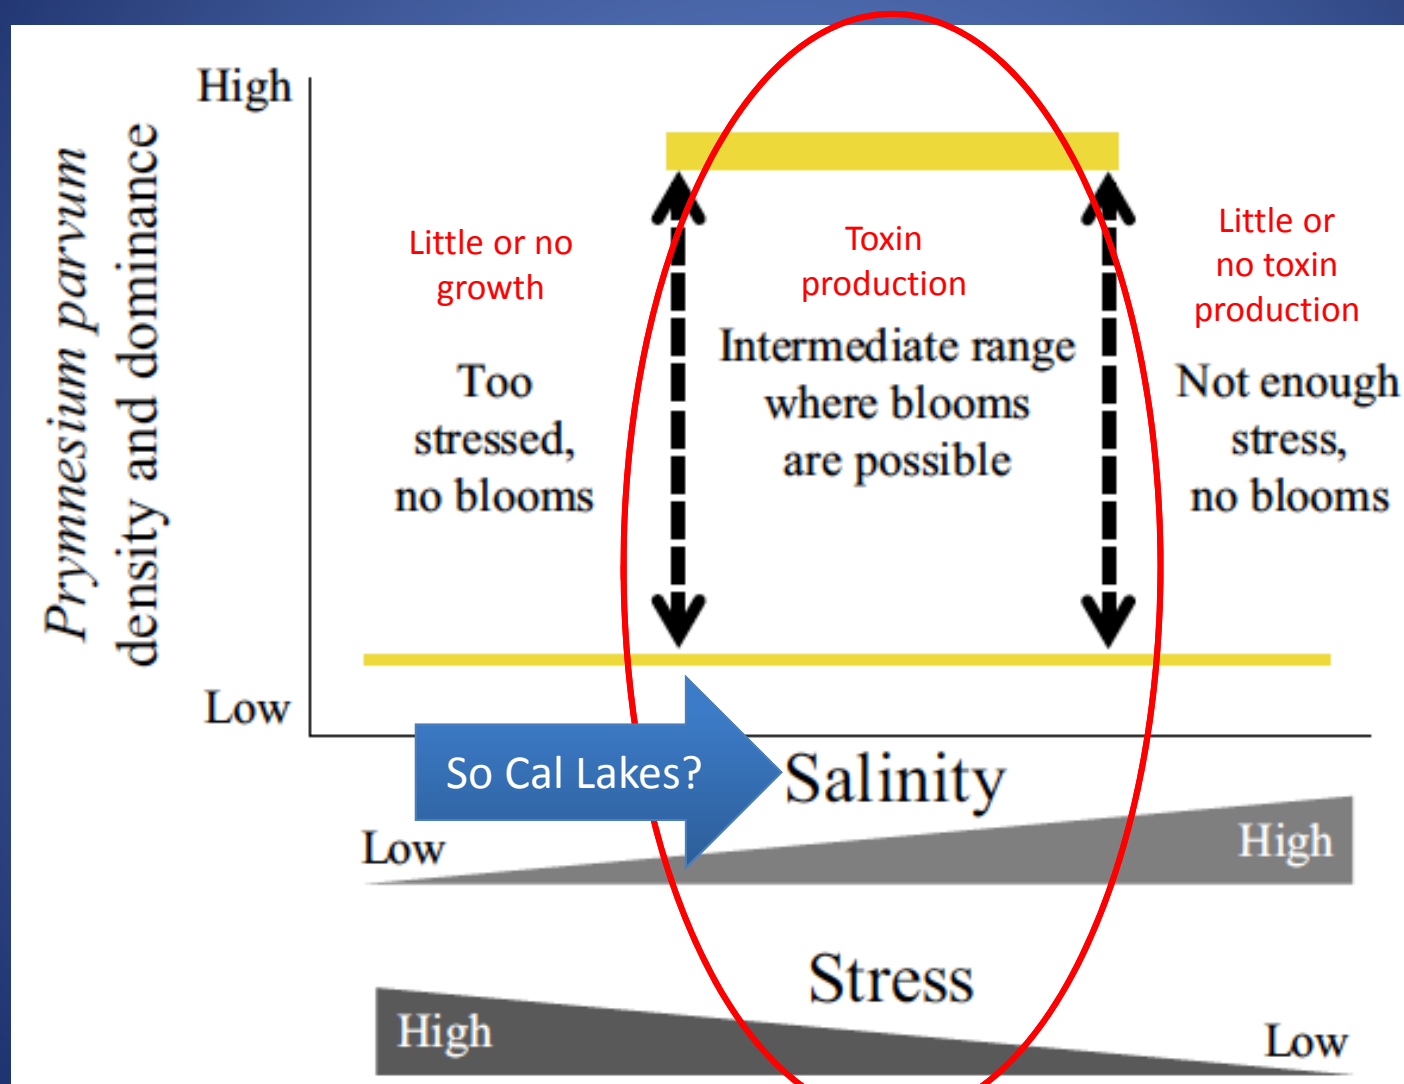 High
Prymnesium parvum
density and dominance
Low
Little or no
growth
Too
stressed,
no blooms
Toxin
production
Intermediate range
where blooms
are possible
Little or
no toxin
production
Not enough
stress,
no blooms
So Cal Lakes?
Salinity
Low
High
Stress
High
Low